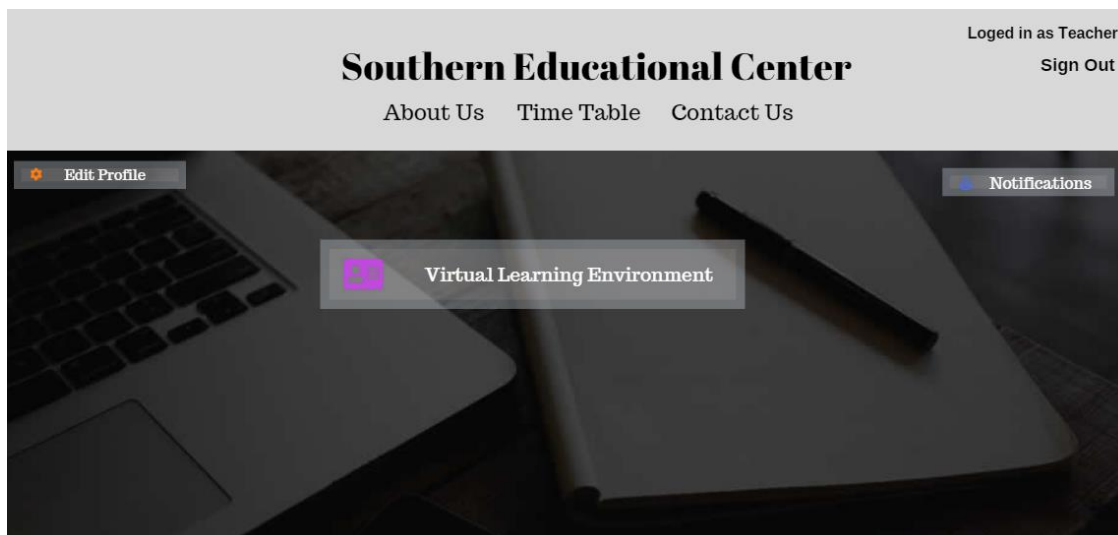 Loged in as Teacher
Southern Educational Center
Sign Out
About Us Time Table Contact Us
Edit Profile
Notifications
Virtual Learning Environment